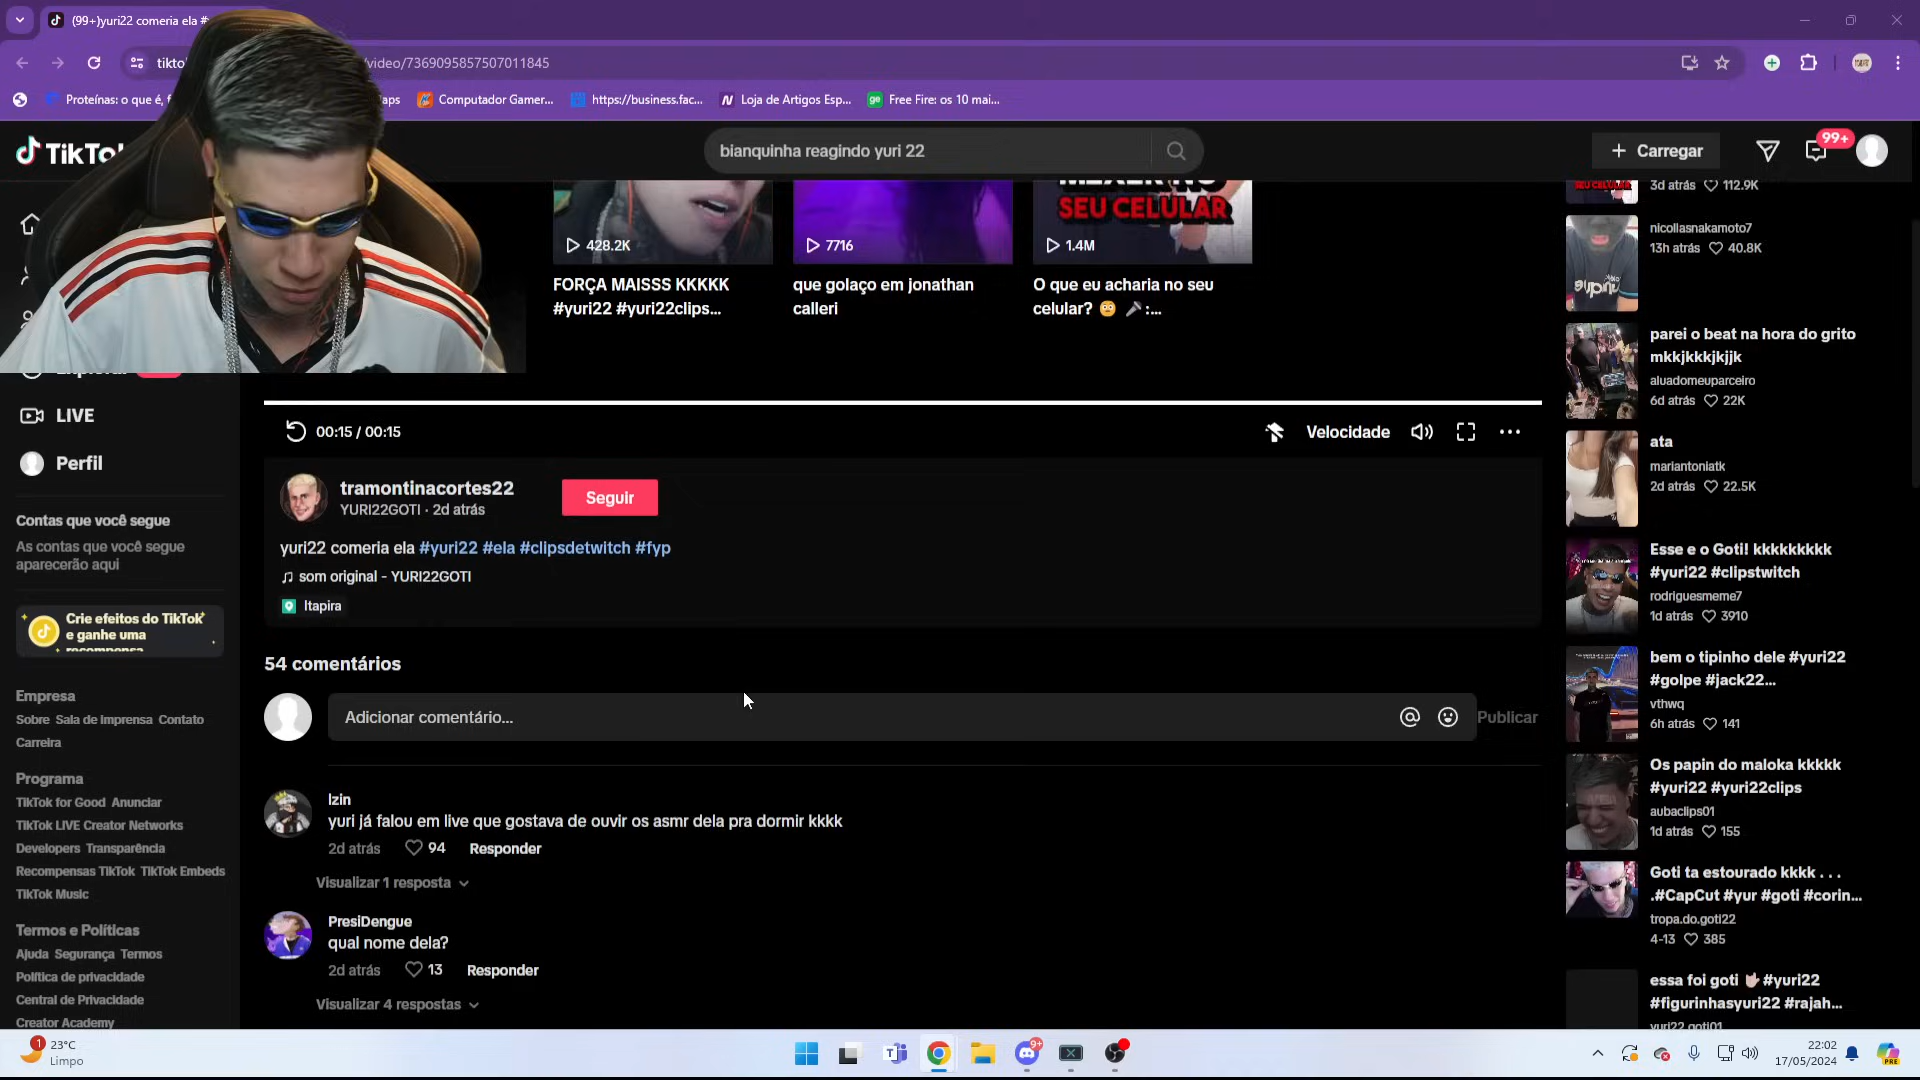 (99+)yuri22 comeria ela #
tikto
/video/7369095857507011845
Proteínas: o que é, f
aps
Computador Gamer...
https://business.fac...
Loja de Artigos Esp...
Free Fire: os 10 mai...
TikTo
bianquinha reagindo yuri 22
+ Carregar
99+
SEU CELULAR
428.2K
7716
1.4M
FORÇA MAISSS KKKKK
#yuri22 #yuri22clips...
que golaço em jonathan
calleri
O que eu acharia no seu
celular? 😳 🎤:...
LIVE
Perfil
Contas que você segue
As contas que você segue
aparecerão aqui
Crie efeitos do TikTok
e ganhe uma
recompensa
Empresa
Sobre Sala de Imprensa Contato
Carreira
Programa
TikTok for Good Anunciar
TikTok LIVE Creator Networks
Developers Transparência
Recompensas TikTok TikTok Embeds
TikTok Music
Termos e Políticas
Ajuda Segurança Termos
Política de privacidade
Central de Privacidade
Creator Academy
00:15 / 00:15
Velocidade
tramontinacortes22
YURI22GOTI · 2d atrás
Seguir
yuri22 comeria ela #yuri22 #ela #clipsdetwitch #fyp
som original - YURI22GOTI
Itapira
54 comentários
Adicionar comentário...
Publicar
lzin
yuri já falou em live que gostava de ouvir os asmr dela pra dormir kkkk
2d atrás 94 Responder
Visualizar 1 resposta
PresiDengue
qual nome dela?
2d atrás 13 Responder
Visualizar 4 respostas
3d atrás 112.9K
nicollasnakamoto7
13h atrás 40.8K
parei o beat na hora do grito
mkkjkkkjkjjk
aluadomeuparceiro
6d atrás 22K
ata
mariantoniatk
2d atrás 22.5K
Esse e o Goti! kkkkkkkkk
#yuri22 #clipstwitch
rodriguesmeme7
1d atrás 3910
bem o tipinho dele #yuri22
#golpe #jack22...
vthwq
6h atrás 141
Os papin do maloka kkkkk
#yuri22 #yuri22clips
aubaclips01
1d atrás 155
Goti ta estourado kkkk . . .
.#CapCut #yur #goti #corin...
tropa.do.goti22
4-13 385
essa foi goti 🤟🏻 #yuri22
#figurinhasyuri22 #rajah...
yuri22.goti01
1
23°C
Limpo
9+
22:02
17/05/2024
PRE